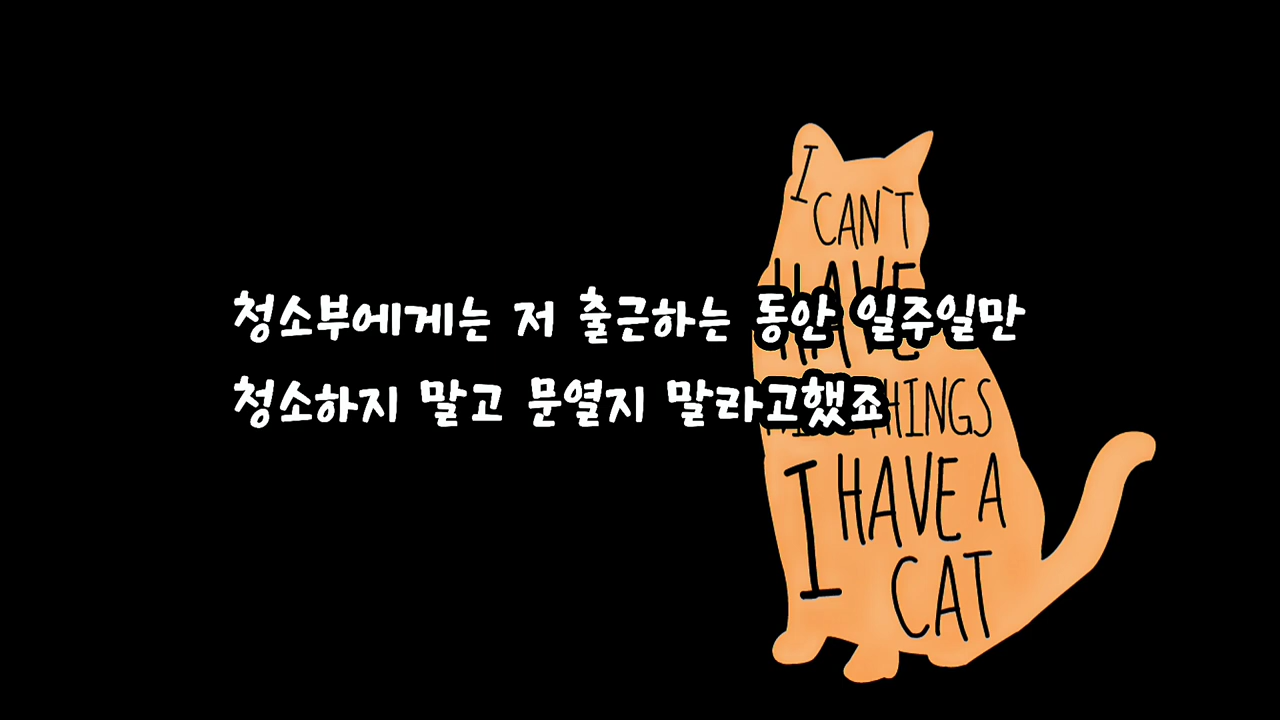 I
CAN`T
HAVE
청소부에게는 저 출근하는 동안 일주일만
청소하지 말고 문열지 말라고했죠
THINGS
I HAVE A
CAT